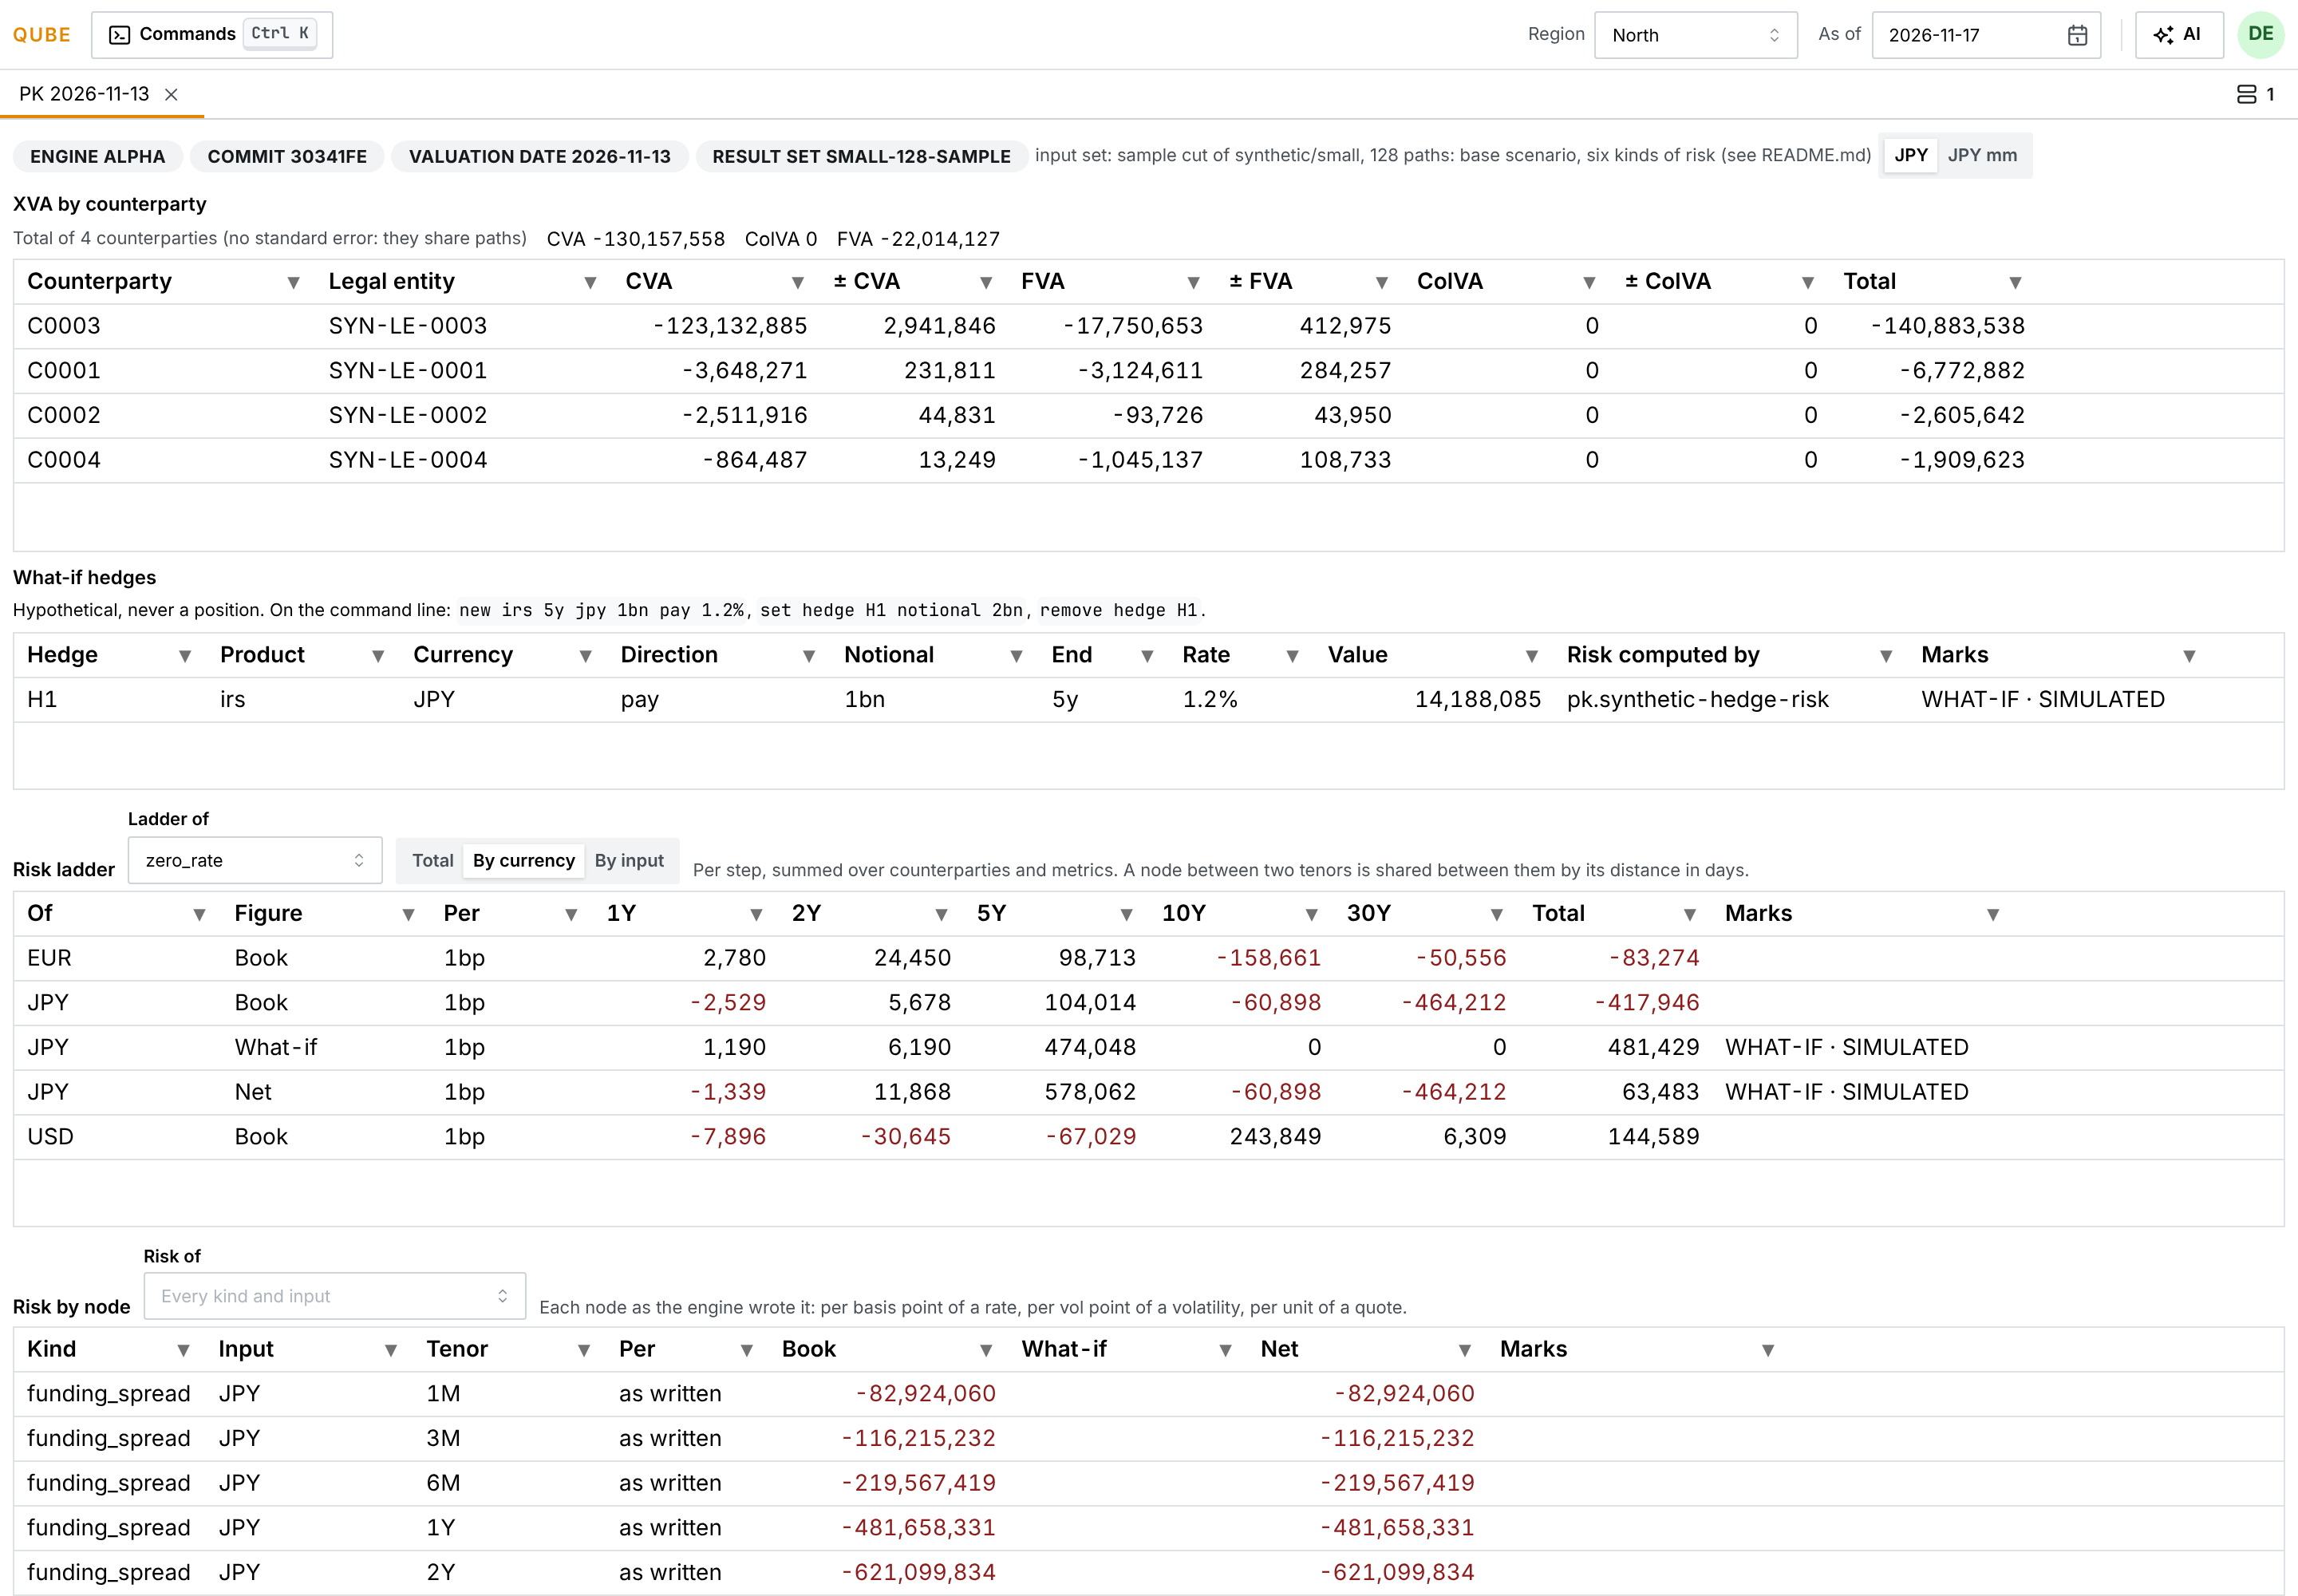 QUBE Commands Ctrl K Region North As of 2026-11-17 AI DE
PK 2026-11-13 1
ENGINE ALPHA COMMIT 30341FE VALUATION DATE 2026-11-13 RESULT SET SMALL-128-SAMPLE input set: sample cut of synthetic/small, 128 paths: base scenario, six kinds of risk (see README.md) JPY JPY mm
XVA by counterparty
Total of 4 counterparties (no standard error: they share paths) CVA -130,157,558 ColVA 0 FVA -22,014,127
Counterparty Legal entity CVA ± CVA FVA ± FVA ColVA ± ColVA Total
C0003 SYN-LE-0003 -123,132,885 2,941,846 -17,750,653 412,975 0 0 -140,883,538
C0001 SYN-LE-0001 -3,648,271 231,811 -3,124,611 284,257 0 0 -6,772,882
C0002 SYN-LE-0002 -2,511,916 44,831 -93,726 43,950 0 0 -2,605,642
C0004 SYN-LE-0004 -864,487 13,249 -1,045,137 108,733 0 0 -1,909,623
What-if hedges
Hypothetical, never a position. On the command line: new irs 5y jpy 1bn pay 1.2%, set hedge H1 notional 2bn, remove hedge H1.
Hedge Product Currency Direction Notional End Rate Value Risk computed by Marks
H1 irs JPY pay 1bn 5y 1.2% 14,188,085 pk.synthetic-hedge-risk WHAT-IF · SIMULATED
Ladder of
Risk ladder zero_rate Total By currency By input Per step, summed over counterparties and metrics. A node between two tenors is shared between them by its distance in days.
Of Figure Per 1Y 2Y 5Y 10Y 30Y Total Marks
EUR Book 1bp 2,780 24,450 98,713 -158,661 -50,556 -83,274
JPY Book 1bp -2,529 5,678 104,014 -60,898 -464,212 -417,946
JPY What-if 1bp 1,190 6,190 474,048 0 0 481,429 WHAT-IF · SIMULATED
JPY Net 1bp -1,339 11,868 578,062 -60,898 -464,212 63,483 WHAT-IF · SIMULATED
USD Book 1bp -7,896 -30,645 -67,029 243,849 6,309 144,589
Risk of
Risk by node Every kind and input Each node as the engine wrote it: per basis point of a rate, per vol point of a volatility, per unit of a quote.
Kind Input Tenor Per Book What-if Net Marks
funding_spread JPY 1M as written -82,924,060 -82,924,060
funding_spread JPY 3M as written -116,215,232 -116,215,232
funding_spread JPY 6M as written -219,567,419 -219,567,419
funding_spread JPY 1Y as written -481,658,331 -481,658,331
funding_spread JPY 2Y as written -621,099,834 -621,099,834